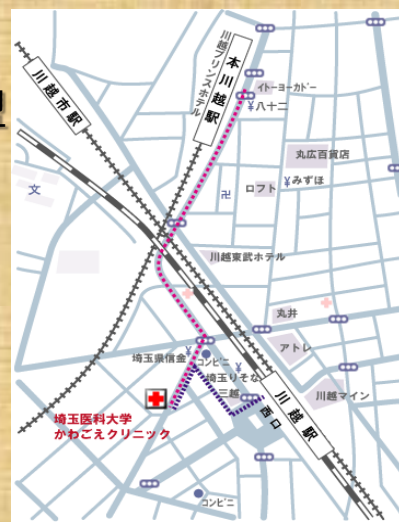 川越プリンスホテル
本川越駅
イトーヨーカドー
¥八十二
川越市駅
丸広百貨店
¥みずほ
ロフト
卍
文
川越東武ホテル
丸井
アトレ
埼玉県信金
¥
コンビニ
埼玉りそな
三越
川越駅
西口
川越マイン
埼玉医科大学
かわごえクリニック
コンビニ